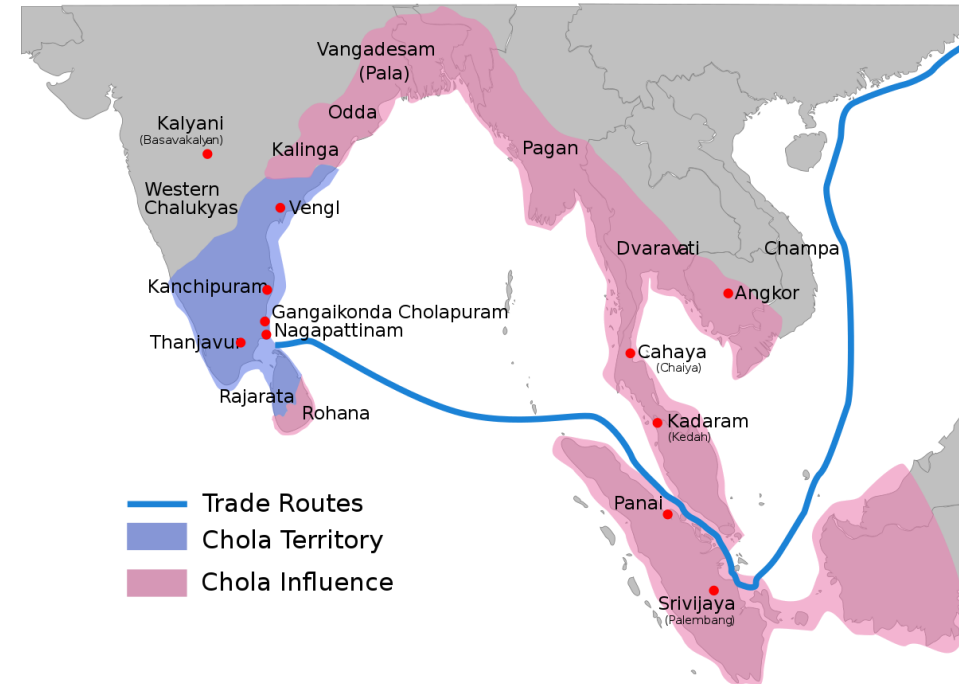 Vangadesam
(Pala)
Odda
Kalyani
(Basavakalyan)
Kalinga
Pagan
Western
Chalukyas
Vengl
Dvaravati
Champa
Kanchipuram
Angkor
Gangaikonda Cholapuram
Nagapattinam
Thanjavur
Cahaya
(Chaiya)
Rajarata
Rohana
Kadaram
(Kedah)
Panai
Trade Routes
Chola Territory
Chola Influence
Srivijaya
(Palembang)